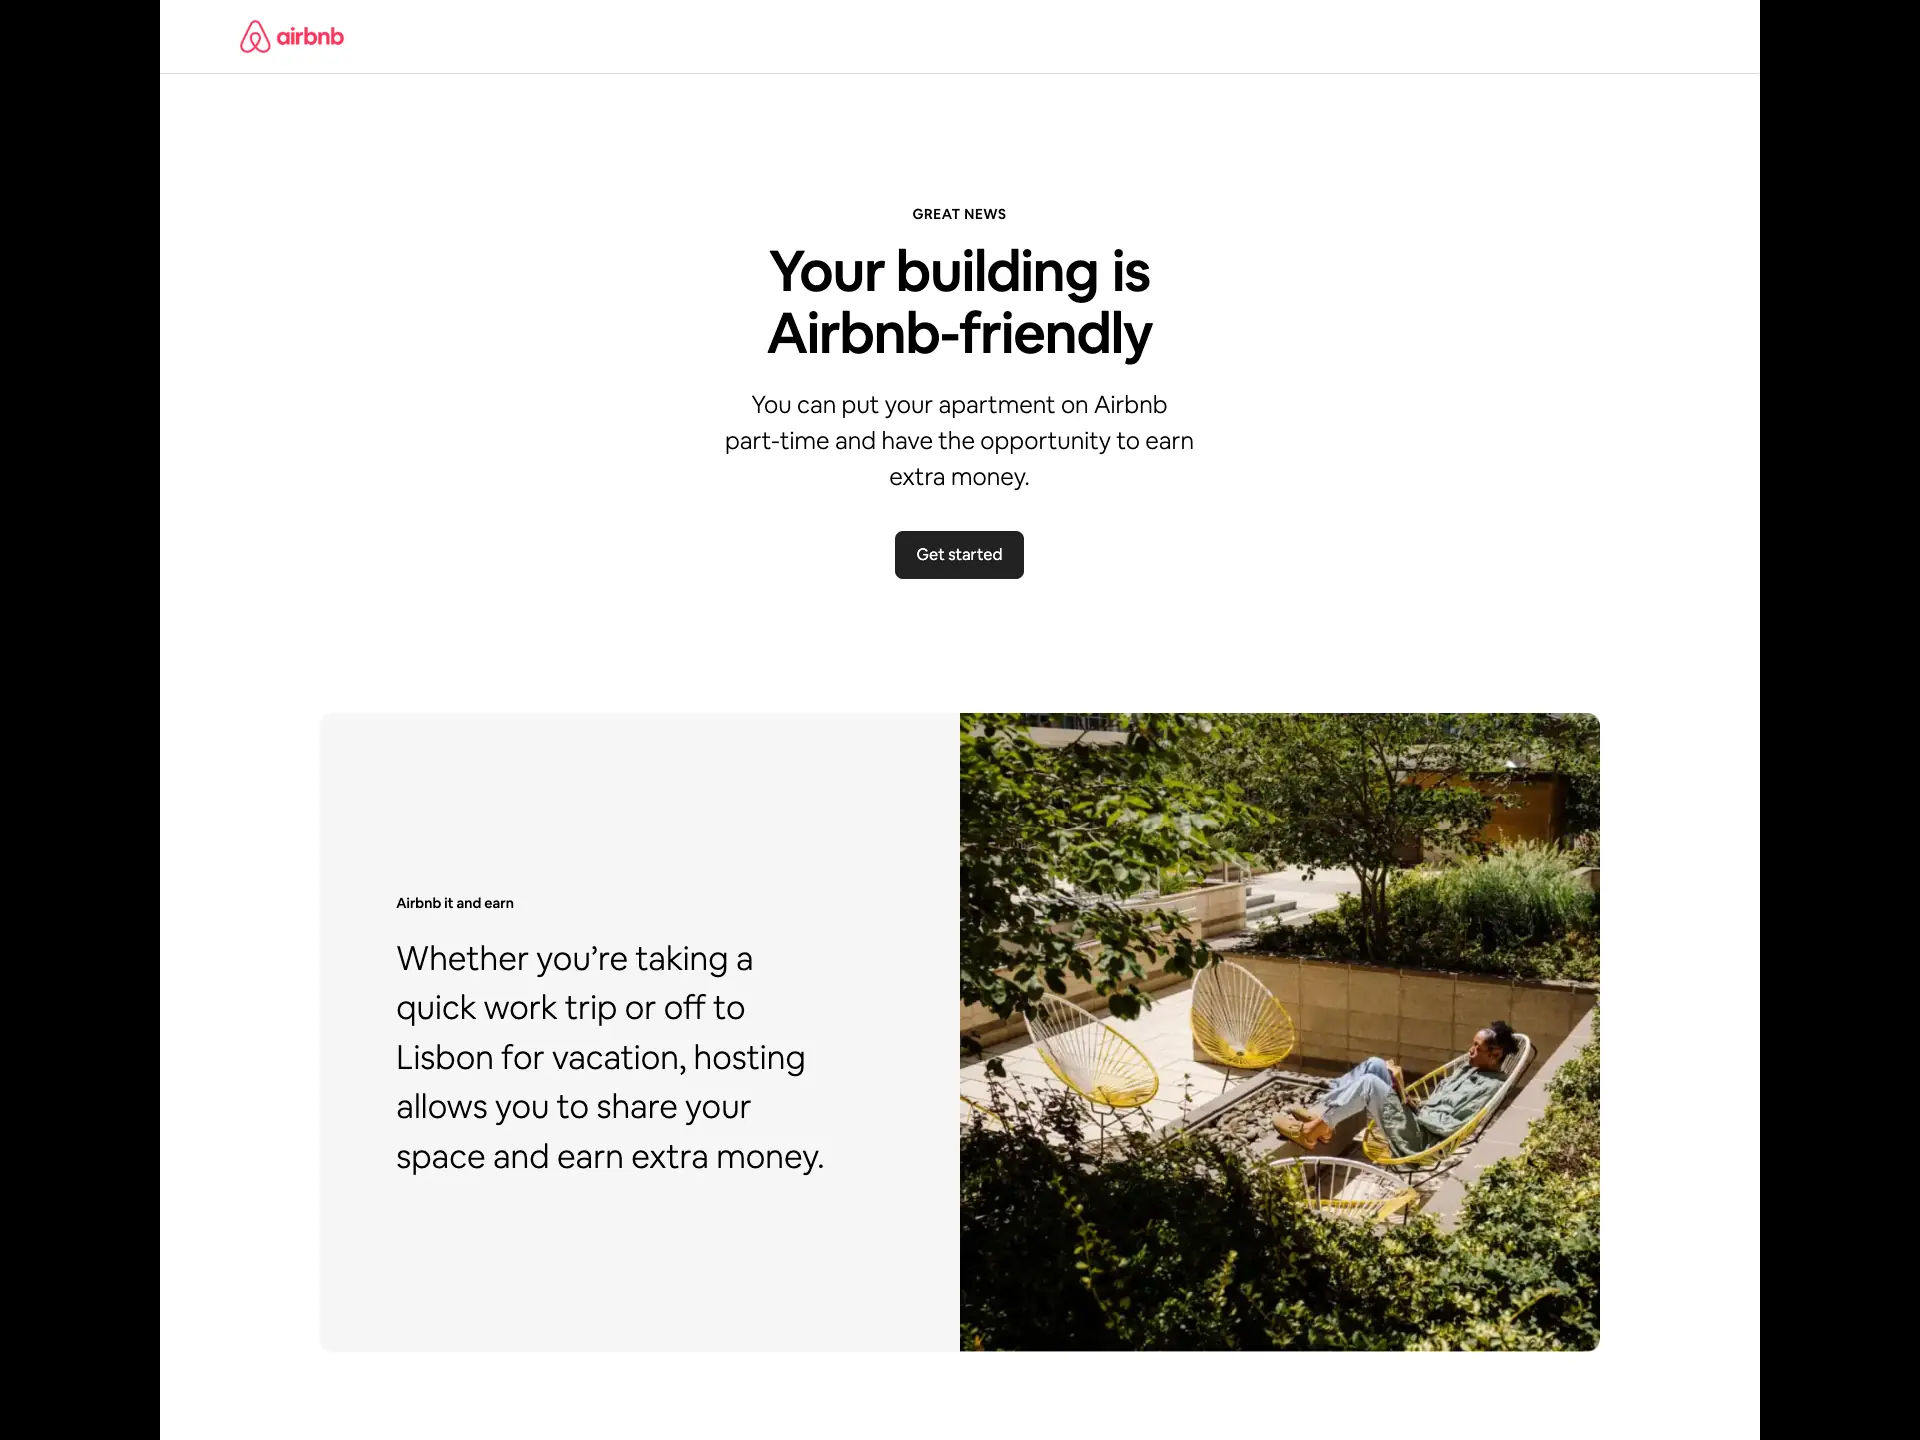 airbnb
GREAT NEWS
Your building is
Airbnb-friendly
You can put your apartment on Airbnb
part-time and have the opportunity to earn
extra money.
Get started
Airbnb it and earn
Whether you’re taking a
quick work trip or off to
Lisbon for vacation, hosting
allows you to share your
space and earn extra money.